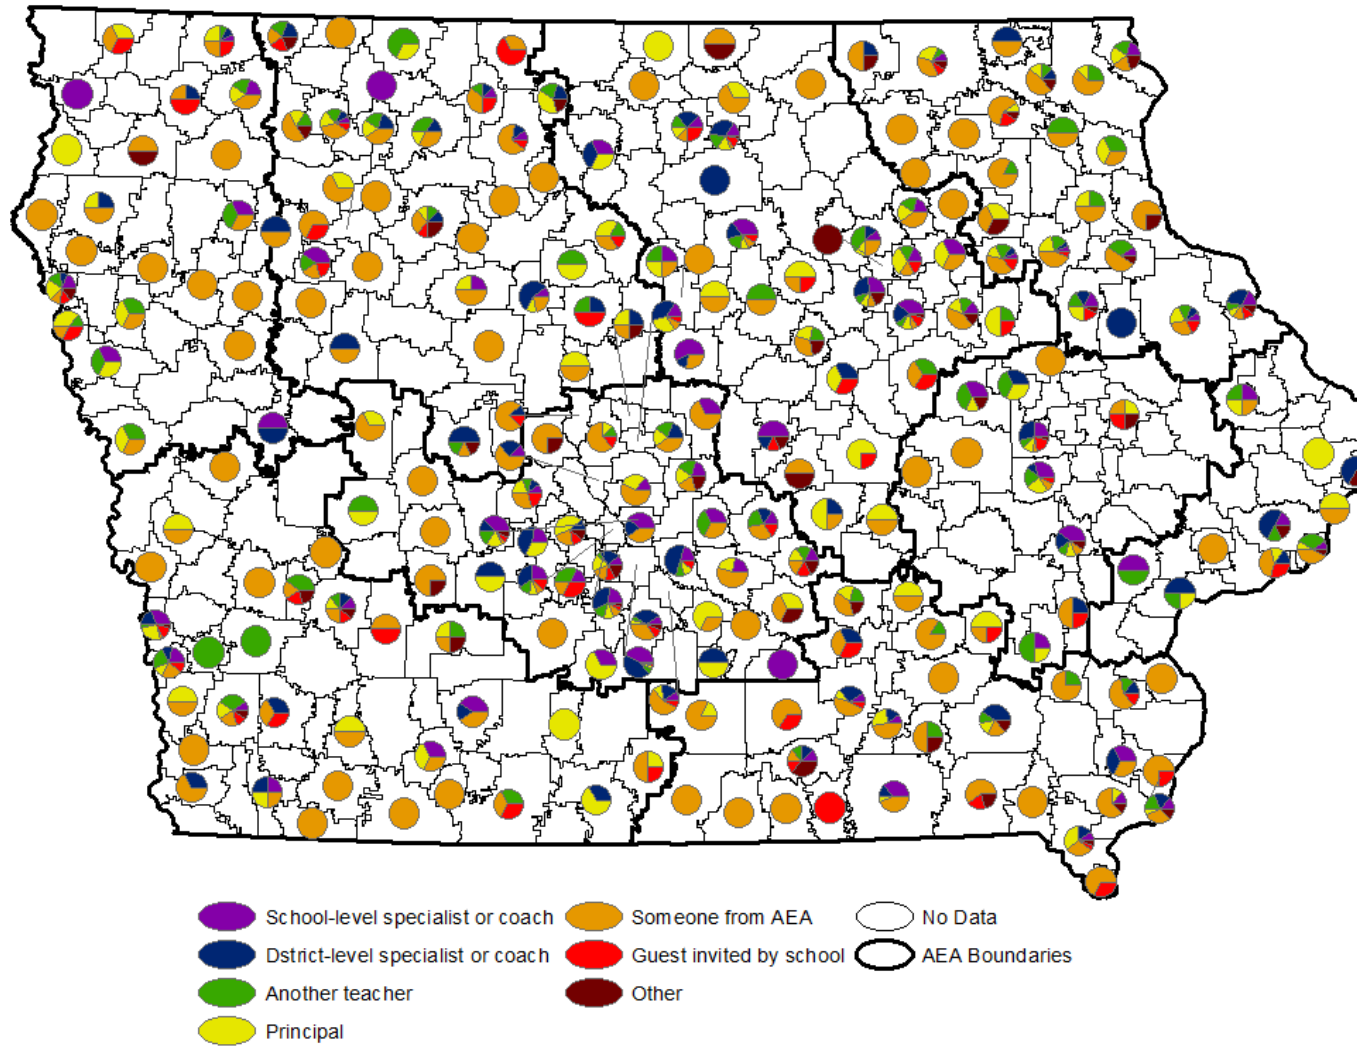 School-level specialist or coach
Someone from AEA
No Data
Dstrict-level specialist or coach
Guest invited by school
AEA Boundaries
Another teacher
Other
Principal